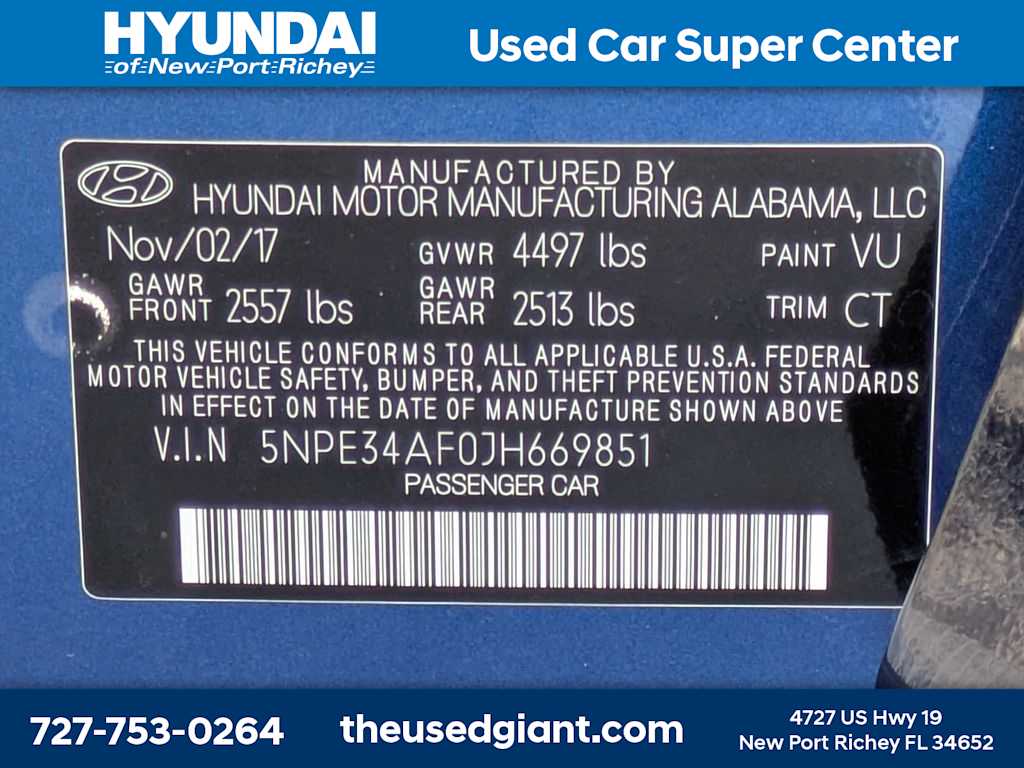 HYUNDAI
of New Port Richey
Used Car Super Center
MANUFACTURED BY
HYUNDAI MOTOR MANUFACTURING ALABAMA, LLC
Nov/02/17 GVWR 4497 lbs PAINT VU
GAWR FRONT 2557 lbs GAWR REAR 2513 lbs TRIM CT
THIS VEHICLE CONFORMS TO ALL APPLICABLE U.S.A. FEDERAL
MOTOR VEHICLE SAFETY, BUMPER, AND THEFT PREVENTION STANDARDS
IN EFFECT ON THE DATE OF MANUFACTURE SHOWN ABOVE
V.I.N 5NPE34AF0JH669851
PASSENGER CAR
727-753-0264
theusedgiant.com
4727 US Hwy 19
New Port Richey FL 34652